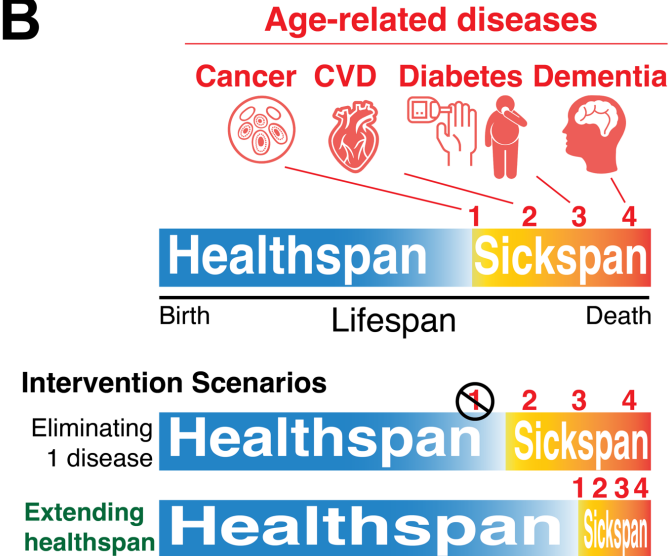 B
Age-related diseases
Cancer CVD Diabetes Dementia
1 2 3 4
Healthspan Sickspan
Birth Lifespan Death
Intervention Scenarios
1 2 3 4
Eliminating
1 disease
Healthspan Sickspan
1 2 3 4
Extending
healthspan
Healthspan Sickspan